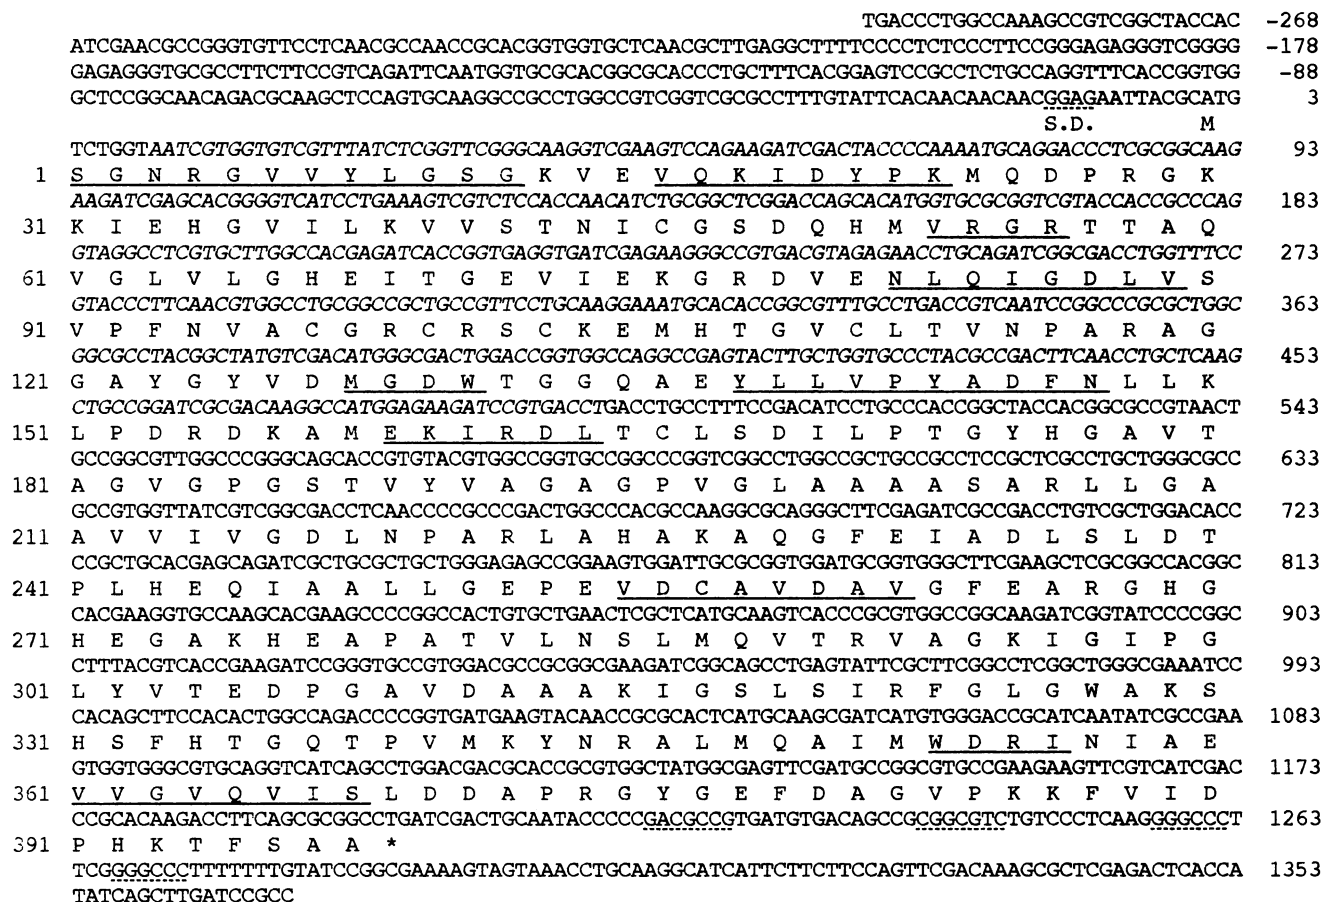 TGACCCTGGCCAAAGCCGTCGGCTACCAC -268
ATCGAACGCCGGGTGTTCCTCAACGCCAACCGCACGGTGGTGCTCAACGCTTGAGGCTTTTCCCCTCTCCCTTCCGGGAGAGGGTCGGGG -178
GAGAGGGTGCGCCTTCTTCCGTCAGATTCAATGGTGCGCACGGCGCACCCTGCTTTCACGGAGTCCGCCTCTGCCAGGTTTCACCGGTGG -88
GCTCCGGCAACAGACGCAAGCTCCAGTGCAAGGCCGCCTGGCCGTCGGTCGCGCCTTTGTATTCACAACAACAACGGAGAATTACGCATG 3
S.D. M
TCTGGTAATCGTGGTGTCGTTTATCTCGGTTCGGGCAAGGTCGAAGTCCAGAAGATCGACTACCCCAAAATGCAGGACCCTCGCGGCAAG 93
1 S G N R G V V Y L G S G K V E V Q K I D Y P K M Q D P R G K
AAGATCGAGCACGGGGTCATCCTGAAAGTCGTCTCCACCAACATCTGCGGCTCGGACCAGCACATGGTGCGCGGTCGTACCACCGCCCAG 183
31 K I E H G V I L K V V S T N I C G S D Q H M V R G R T T A Q
GTAGGCCTCGTGCTTGGCCACGAGATCACCGGTGAGGTGATCGAGAAGGGCCGTGACGTAGAGAACCTGCAGATCGGCGACCTGGTTTCC 273
61 V G L V L G H E I T G E V I E K G R D V E N L Q I G D L V S
GTACCCTTCAACGTGGCCTGCGGCCGCTGCCGTTCCTGCAAGGAAATGCACACCGGCGTTTGCCTGACCGTCAATCCGGCCCGCGCTGGC 363
91 V P F N V A C G R C R S C K E M H T G V C L T V N P A R A G
GGCGCCTACGGCTATGTCGACATGGGCGACTGGACCGGTGGCCAGGCCGAGTACTTGCTGGTGCCCTACGCCGACTTCAACCTGCTCAAG 453
121 G A Y G Y V D M G D W T G G Q A E Y L L V P Y A D F N L L K
CTGCCGGATCGCGACAAGGCCATGGAGAAGATCCGTGACCTGACCTGCCTTTCCGACATCCTGCCCACCGGCTACCACGGCGCCGTAACT 543
151 L P D R D K A M E K I R D L T C L S D I L P T G Y H G A V T
GCCGGCGTTGGCCCGGGCAGCACCGTGTACGTGGCCGGTGCCGGCCCGGTCGGCCTGGCCGCTGCCGCCTCCGCTCGCCTGCTGGGCGCC 633
181 A G V G P G S T V Y V A G A G P V G L A A A A S A R L L G A
GCCGTGGTTATCGTCGGCGACCTCAACCCCGCCCGACTGGCCCACGCCAAGGCGCAGGGCTTCGAGATCGCCGACCTGTCGCTGGACACC 723
211 A V V I V G D L N P A R L A H A K A Q G F E I A D L S L D T
CCGCTGCACGAGCAGATCGCTGCGCTGCTGGGAGAGCCGGAAGTGGATTGCGCGGTGGATGCGGTGGGCTTCGAAGCTCGCGGCCACGGC 813
241 P L H E Q I A A L L G E P E V D C A V D A V G F E A R G H G
CACGAAGGTGCCAAGCACGAAGCCCCGGCCACTGTGCTGAACTCGCTCATGCAAGTCACCCGCGTGGCCGGCAAGATCGGTATCCCCGGC 903
271 H E G A K H E A P A T V L N S L M Q V T R V A G K I G I P G
CTTTACGTCACCGAAGATCCGGGTGCCGTGGACGCCGCGGCGAAGATCGGCAGCCTGAGTATTCGCTTCGGCCTCGGCTGGGCGAAATCC 993
301 L Y V T E D P G A V D A A A K I G S L S I R F G L G W A K S
CACAGCTTCCACACTGGCCAGACCCCGGTGATGAAGTACAACCGCGCACTCATGCAAGCGATCATGTGGGACCGCATCAATATCGCCGAA 1083
331 H S F H T G Q T P V M K Y N R A L M Q A I M W D R I N I A E
GTGGTGGGCGTGCAGGTCATCAGCCTGGACGACGCACCGCGTGGCTATGGCGAGTTCGATGCCGGCGTGCCGAAGAAGTTCGTCATCGAC 1173
361 V V G V Q V I S L D D A P R G Y G E F D A G V P K K F V I D
CCGCACAAGACCTTCAGCGCGGCCTGATCGACTGCAATACCCCCGACGCCGTGATGTGACAGCCGCGGCGTCTGTCCCTCAAGGGGCCCT 1263
391 P H K T F S A A *
TCGGGGGCCCTTTTTTTGTATCCGGCGAAAAGTAGTAAACCTGCAAGGCATCATTCTTCTTCCAGTTCGACAAAGCGCTCGAGACTCACCA 1353
TATCAGCTTGATCCGCC